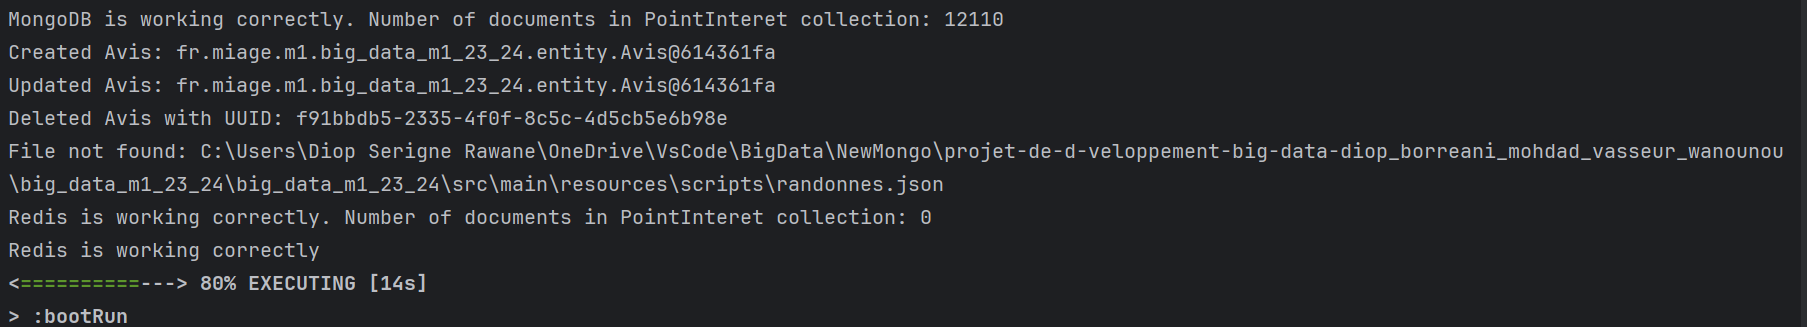 MongoDB is working correctly. Number of documents in PointInteret collection: 12110
Created Avis: fr.miage.m1.big_data_m1_23_24.entity.Avis@614361fa
Updated Avis: fr.miage.m1.big_data_m1_23_24.entity.Avis@614361fa
Deleted Avis with UUID: f91bbdb5-2335-4f0f-8c5c-4d5cb5e6b98e
File not found: C:\Users\Diop Serigne Rawane\OneDrive\VsCode\BigData\NewMongo\projet-de-d-veloppement-big-data-diop_borreani_mohdad_vasseur_wanounou
\big_data_m1_23_24\big_data_m1_23_24\src\main\resources\scripts\randonnes.json
Redis is working correctly. Number of documents in PointInteret collection: 0
Redis is working correctly
<==========---> 80% EXECUTING [14s]
> :bootRun